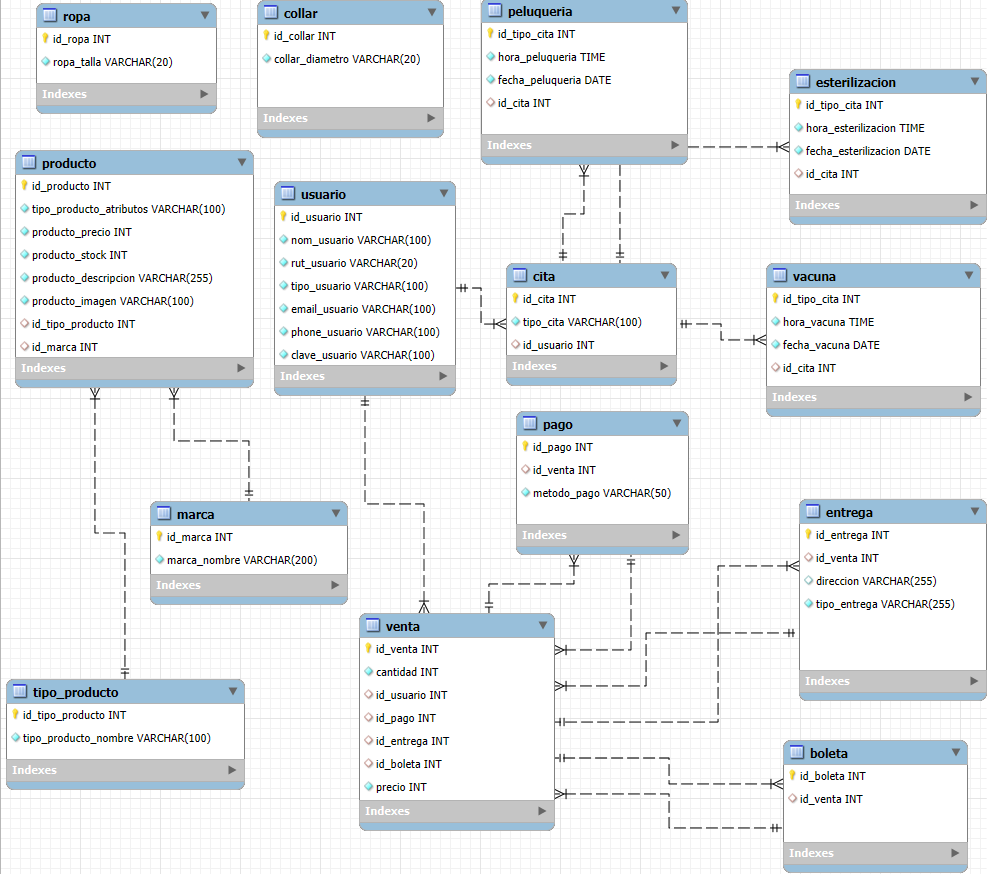 ropa
id_ropa INT
ropa_talla VARCHAR(20)
Indexes
collar
id_collar INT
collar_diametro VARCHAR(20)
Indexes
peluqueria
id_tipo_cita INT
hora_peluqueria TIME
fecha_peluqueria DATE
id_cita INT
Indexes
esterilizacion
id_tipo_cita INT
hora_esterilizacion TIME
fecha_esterilizacion DATE
id_cita INT
Indexes
producto
id_producto INT
tipo_producto_atributos VARCHAR(100)
producto_precio INT
producto_stock INT
producto_descripcion VARCHAR(255)
producto_imagen VARCHAR(100)
id_tipo_producto INT
id_marca INT
Indexes
usuario
id_usuario INT
nom_usuario VARCHAR(100)
rut_usuario VARCHAR(20)
tipo_usuario VARCHAR(100)
email_usuario VARCHAR(100)
phone_usuario VARCHAR(100)
clave_usuario VARCHAR(100)
Indexes
cita
id_cita INT
tipo_cita VARCHAR(100)
id_usuario INT
Indexes
vacuna
id_tipo_cita INT
hora_vacuna TIME
fecha_vacuna DATE
id_cita INT
Indexes
pago
id_pago INT
id_venta INT
metodo_pago VARCHAR(50)
Indexes
marca
id_marca INT
marca_nombre VARCHAR(200)
Indexes
entrega
id_entrega INT
id_venta INT
direccion VARCHAR(255)
tipo_entrega VARCHAR(255)
Indexes
venta
id_venta INT
cantidad INT
id_usuario INT
id_pago INT
id_entrega INT
id_boleta INT
precio INT
Indexes
tipo_producto
id_tipo_producto INT
tipo_producto_nombre VARCHAR(100)
Indexes
boleta
id_boleta INT
id_venta INT
Indexes